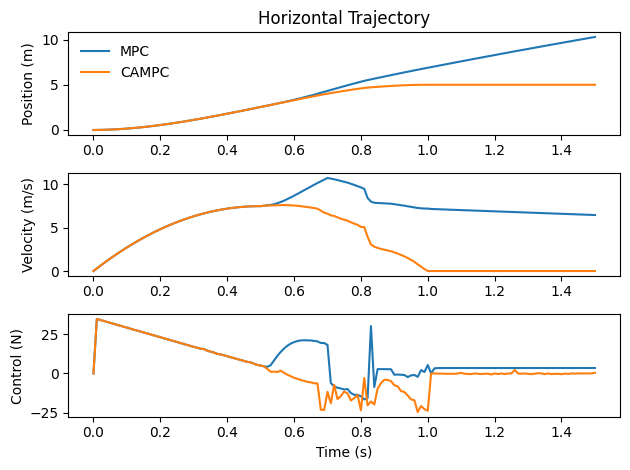 Horizontal Trajectory
Position (m)
10
5
0
MPC
CAMPC
0.0 0.2 0.4 0.6 0.8 1.0 1.2 1.4
Velocity (m/s)
10
5
0
0.0 0.2 0.4 0.6 0.8 1.0 1.2 1.4
Control (N)
25
0
−25
0.0 0.2 0.4 0.6 0.8 1.0 1.2 1.4
Time (s)